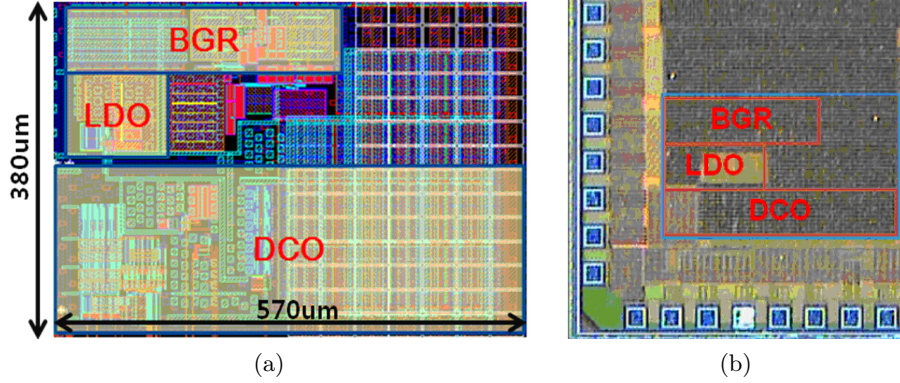 BGR
LDO
DCO
380um
570um
(a)
BGR
LDO
DCO
(b)